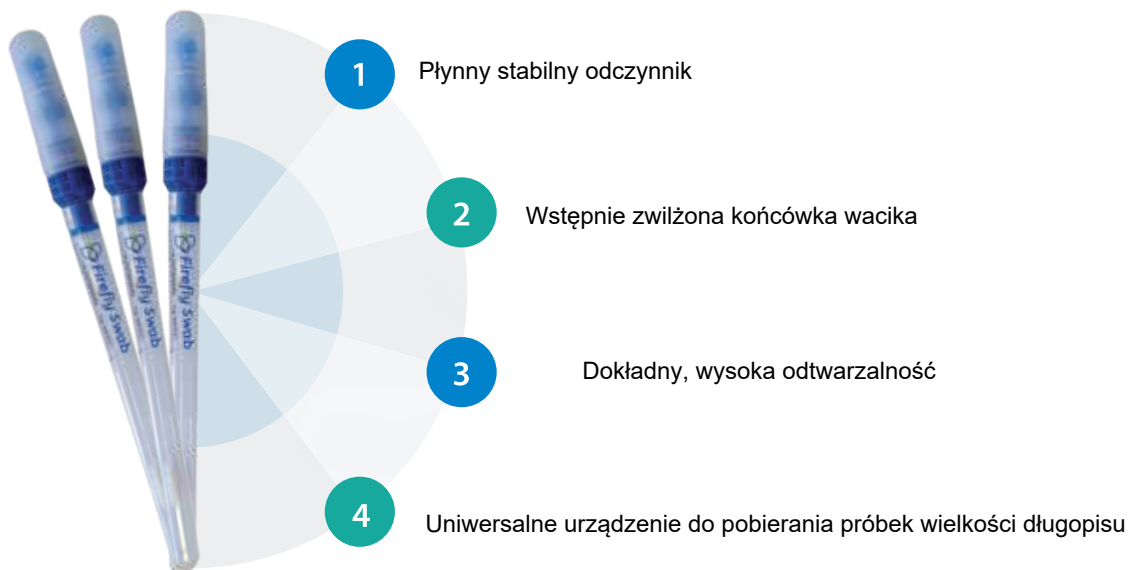 1
Płynny stabilny odczynnik
2
Wstępnie zwilżona końcówka wacika
3
Dokładny, wysoka odtwarzalność
4
Uniwersalne urządzenie do pobierania próbek wielkości długopisu
Firefly Swab
Firefly Swab
Firefly Swab